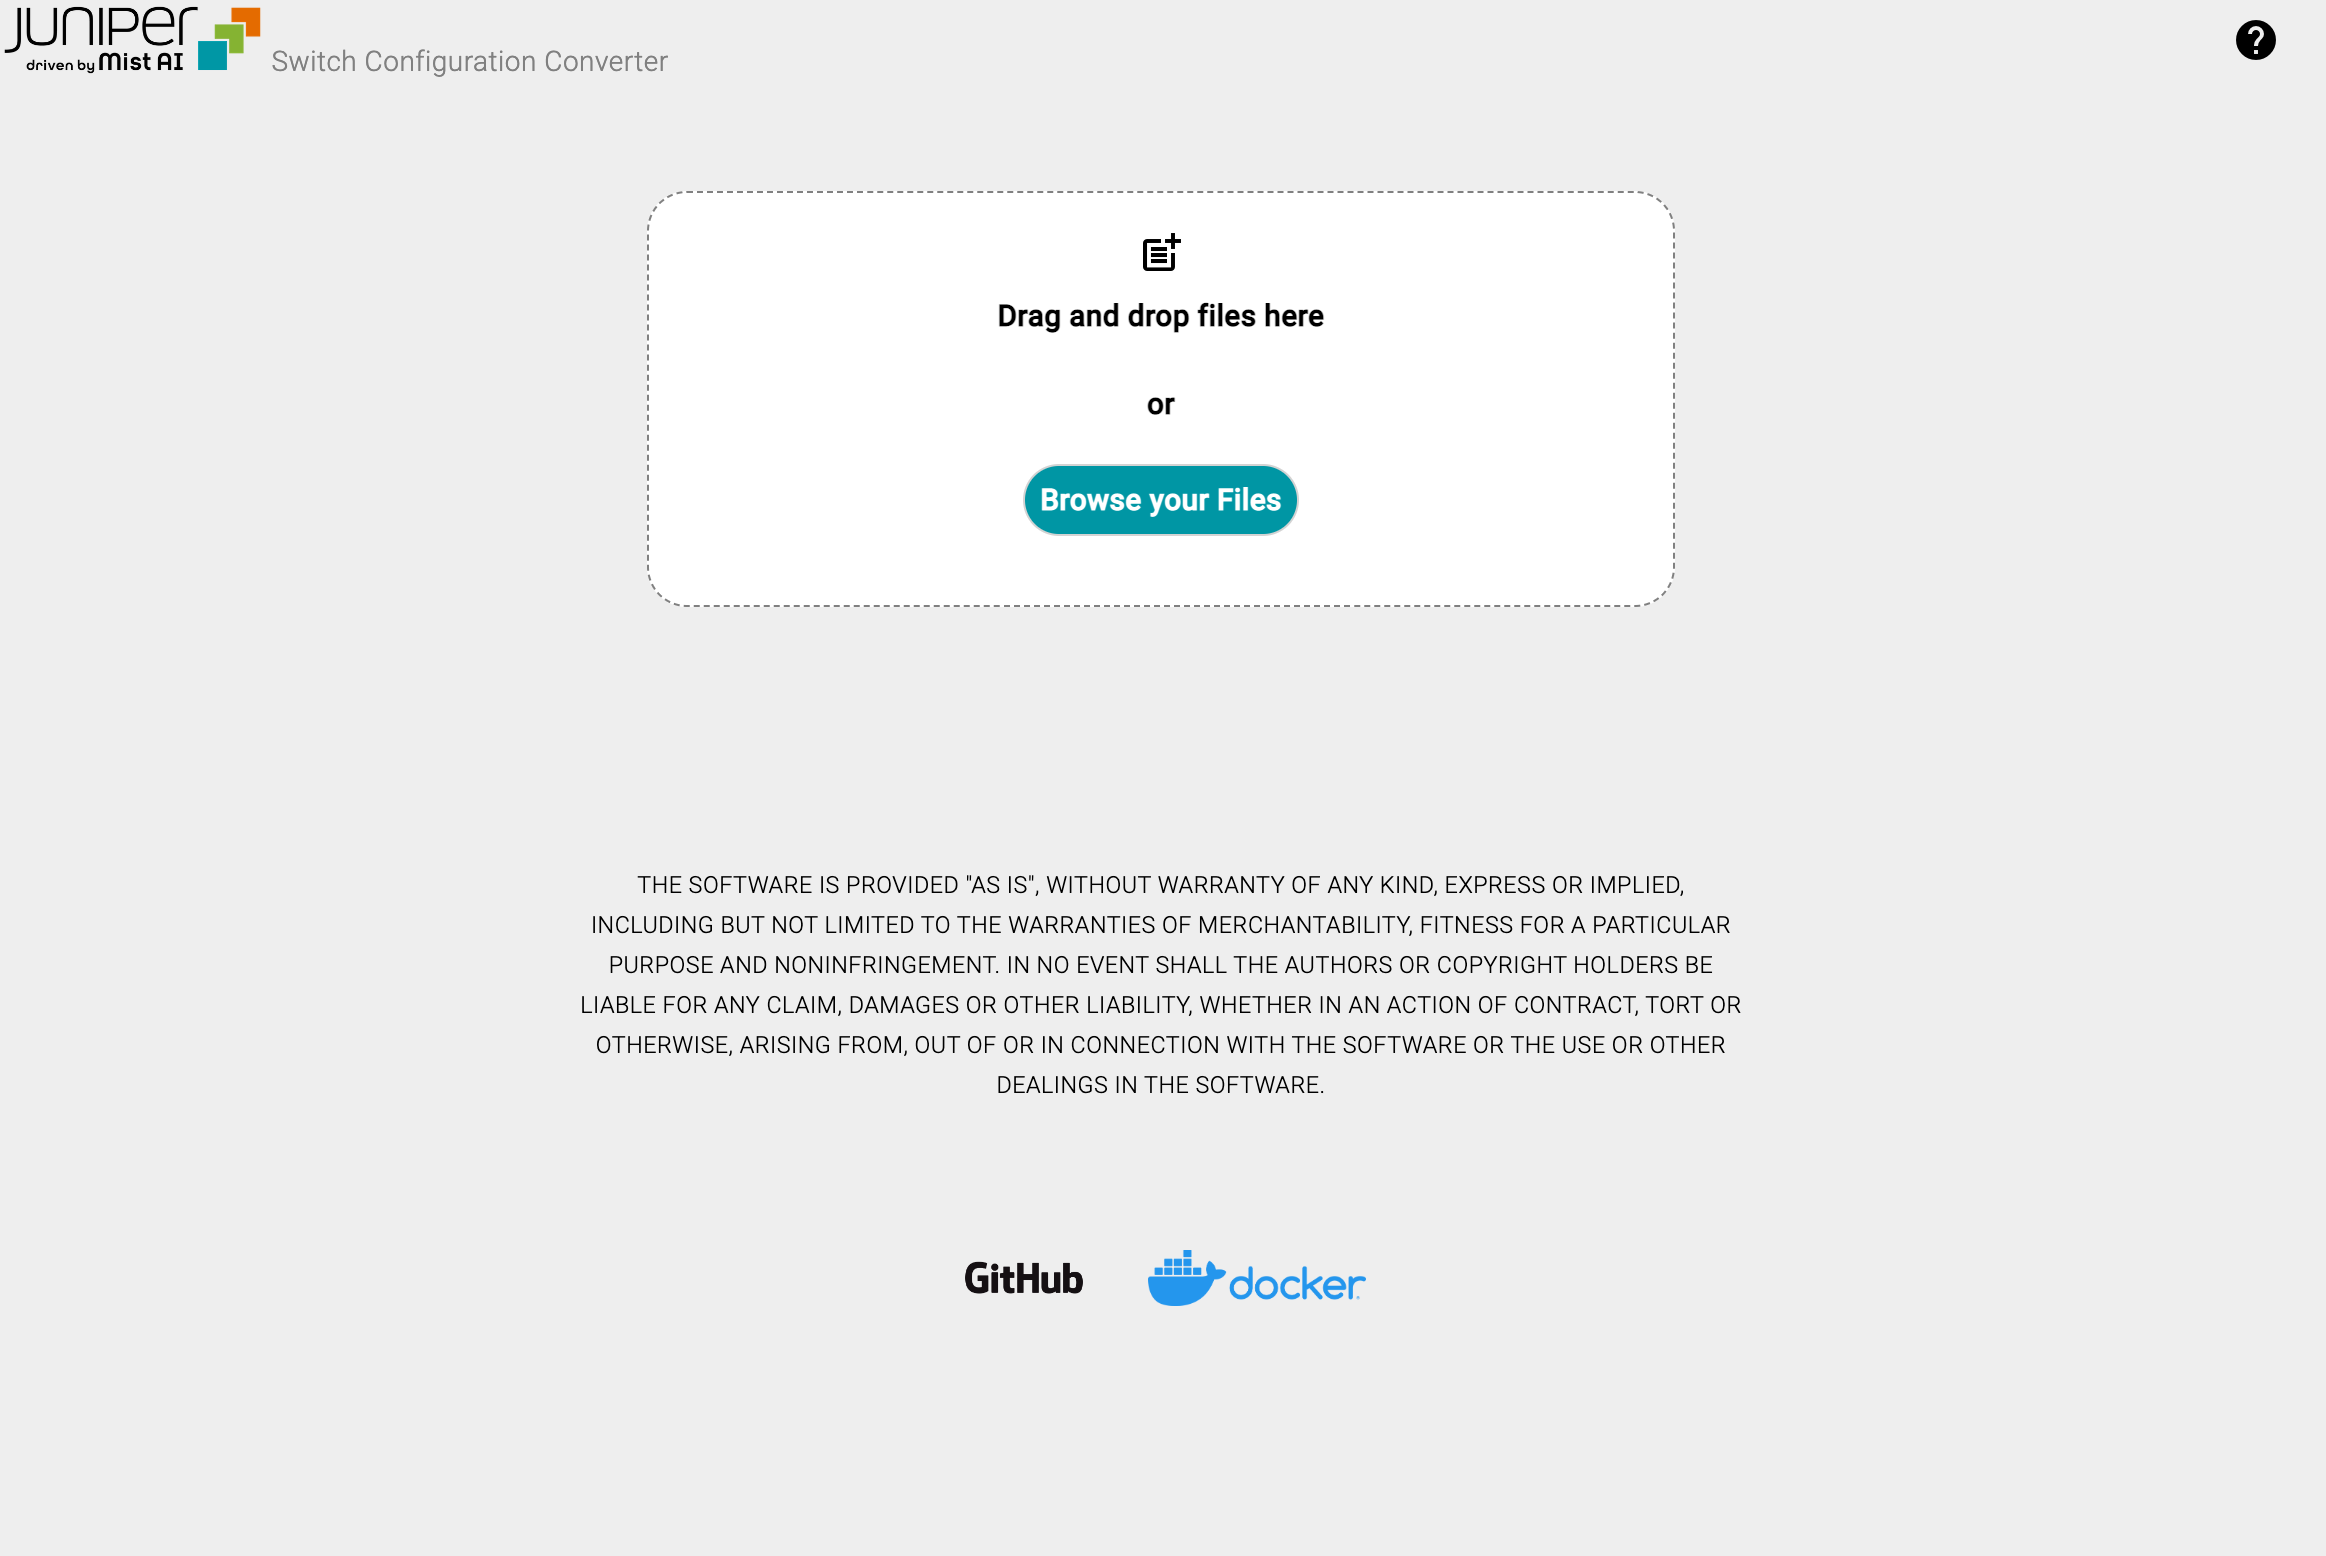 JUNIPer
driven by Mist AI
Switch Configuration Converter
?
Drag and drop files here
or
Browse your Files
THE SOFTWARE IS PROVIDED "AS IS", WITHOUT WARRANTY OF ANY KIND, EXPRESS OR IMPLIED,
INCLUDING BUT NOT LIMITED TO THE WARRANTIES OF MERCHANTABILITY, FITNESS FOR A PARTICULAR
PURPOSE AND NONINFRINGEMENT. IN NO EVENT SHALL THE AUTHORS OR COPYRIGHT HOLDERS BE
LIABLE FOR ANY CLAIM, DAMAGES OR OTHER LIABILITY, WHETHER IN AN ACTION OF CONTRACT, TORT OR
OTHERWISE, ARISING FROM, OUT OF OR IN CONNECTION WITH THE SOFTWARE OR THE USE OR OTHER
DEALINGS IN THE SOFTWARE.
GitHub
docker